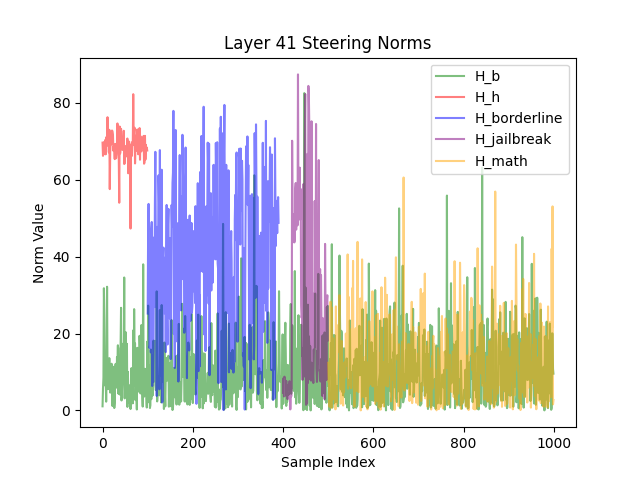 Layer 41 Steering Norms
Norm Value
80
60
40
20
0
0
200
400
600
800
1000
Sample Index
H_b
H_h
H_borderline
H_jailbreak
H_math